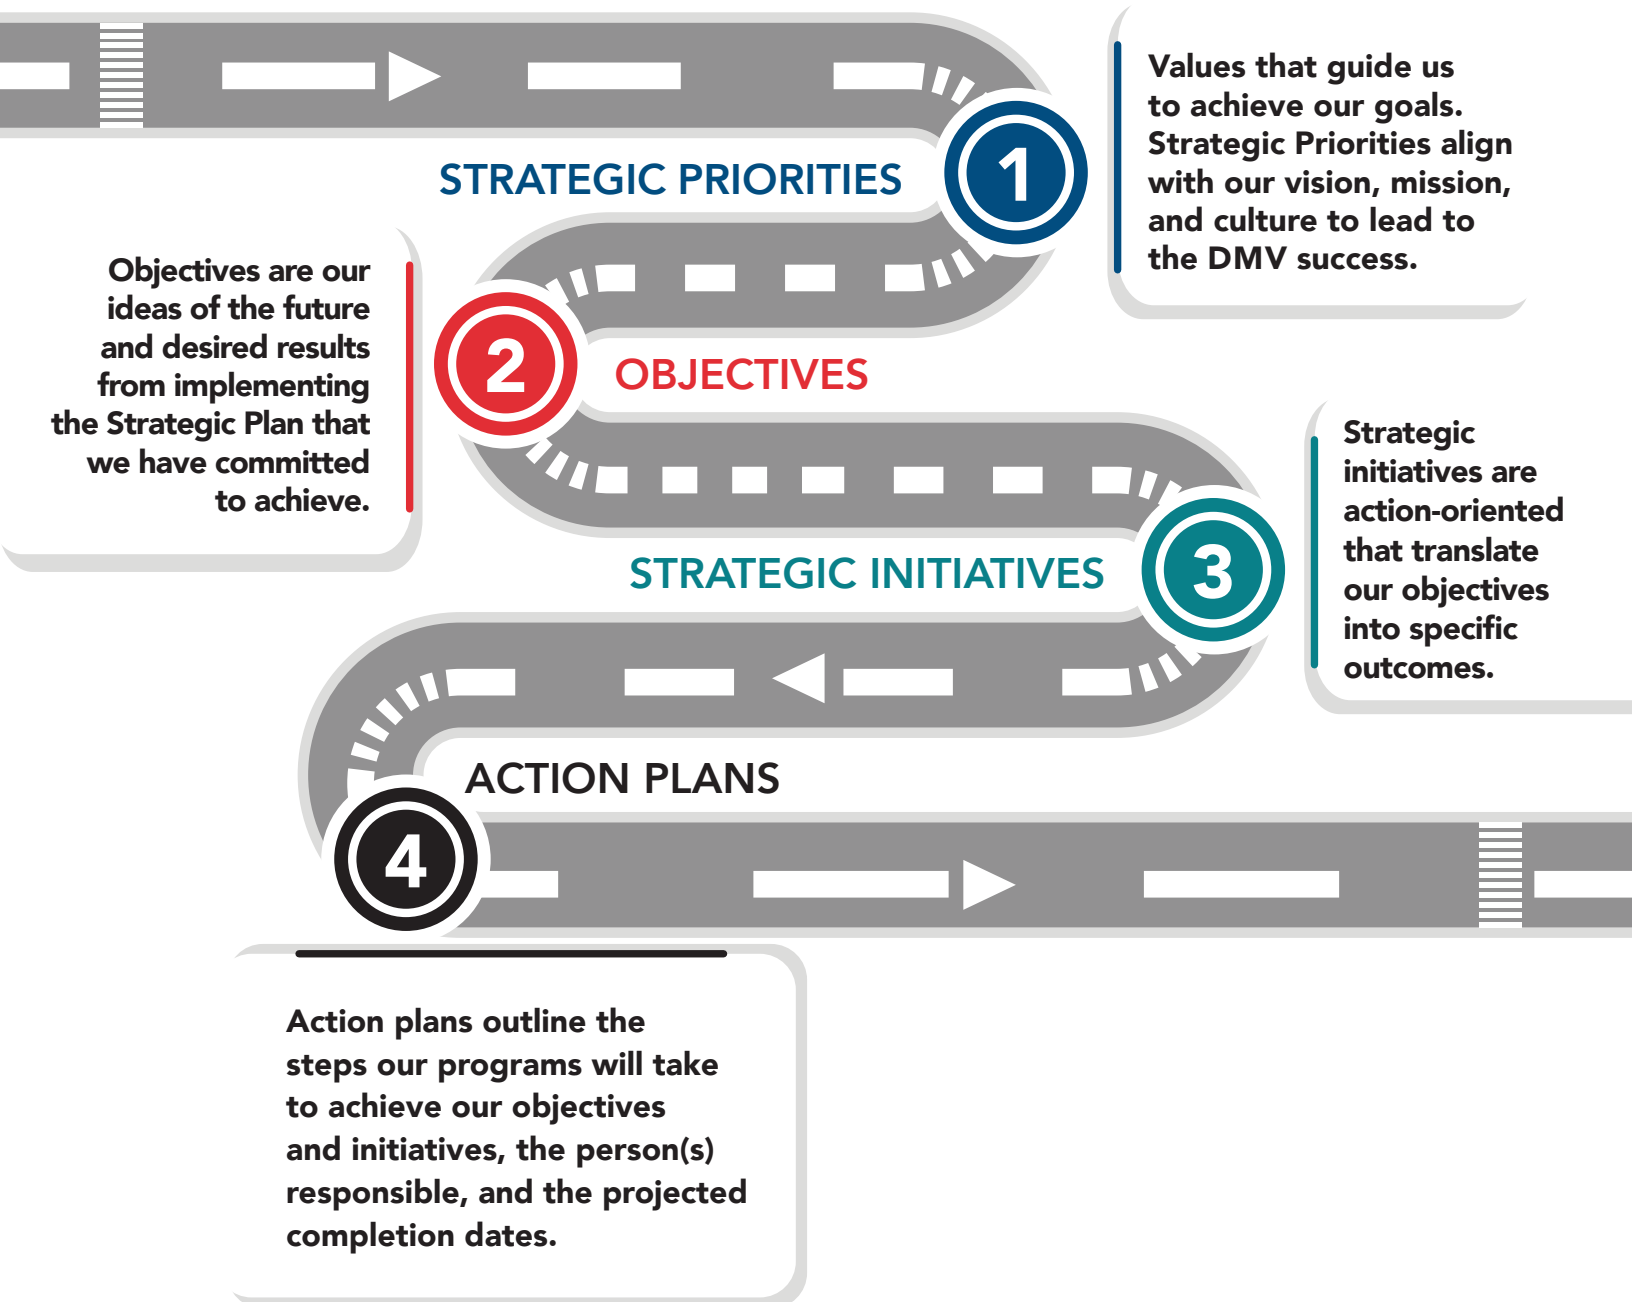 STRATEGIC PRIORITIES
1
Values that guide us
to achieve our goals.
Strategic Priorities align
with our vision, mission,
and culture to lead to
the DMV success.
Objectives are our
ideas of the future
and desired results
from implementing
the Strategic Plan that
we have committed
to achieve.
2
OBJECTIVES
STRATEGIC INITIATIVES
3
Strategic
initiatives are
action-oriented
that translate
our objectives
into specific
outcomes.
ACTION PLANS
4
Action plans outline the
steps our programs will take
to achieve our objectives
and initiatives, the person(s)
responsible, and the projected
completion dates.